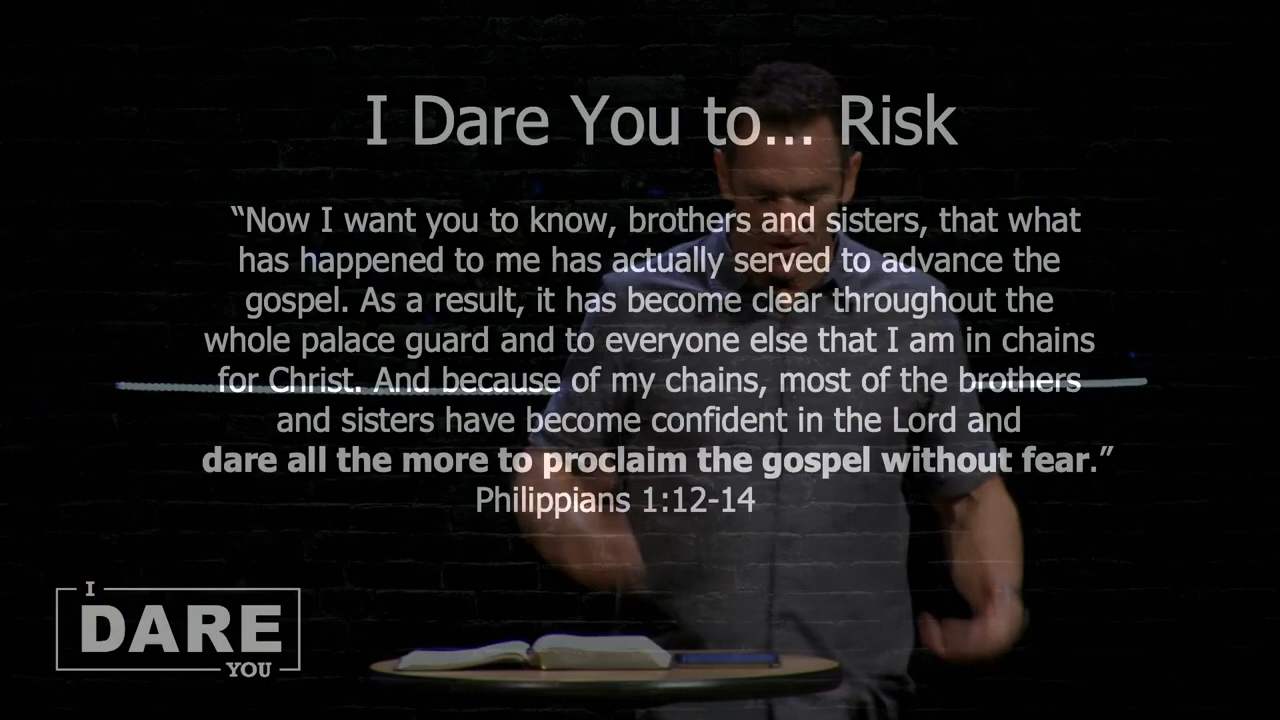 I Dare You to... Risk
“Now I want you to know, brothers and sisters, that what
has happened to me has actually served to advance the
gospel. As a result, it has become clear throughout the
whole palace guard and to everyone else that I am in chains
for Christ. And because of my chains, most of the brothers
and sisters have become confident in the Lord and
dare all the more to proclaim the gospel without fear.”
Philippians 1:12-14
I
DARE
YOU